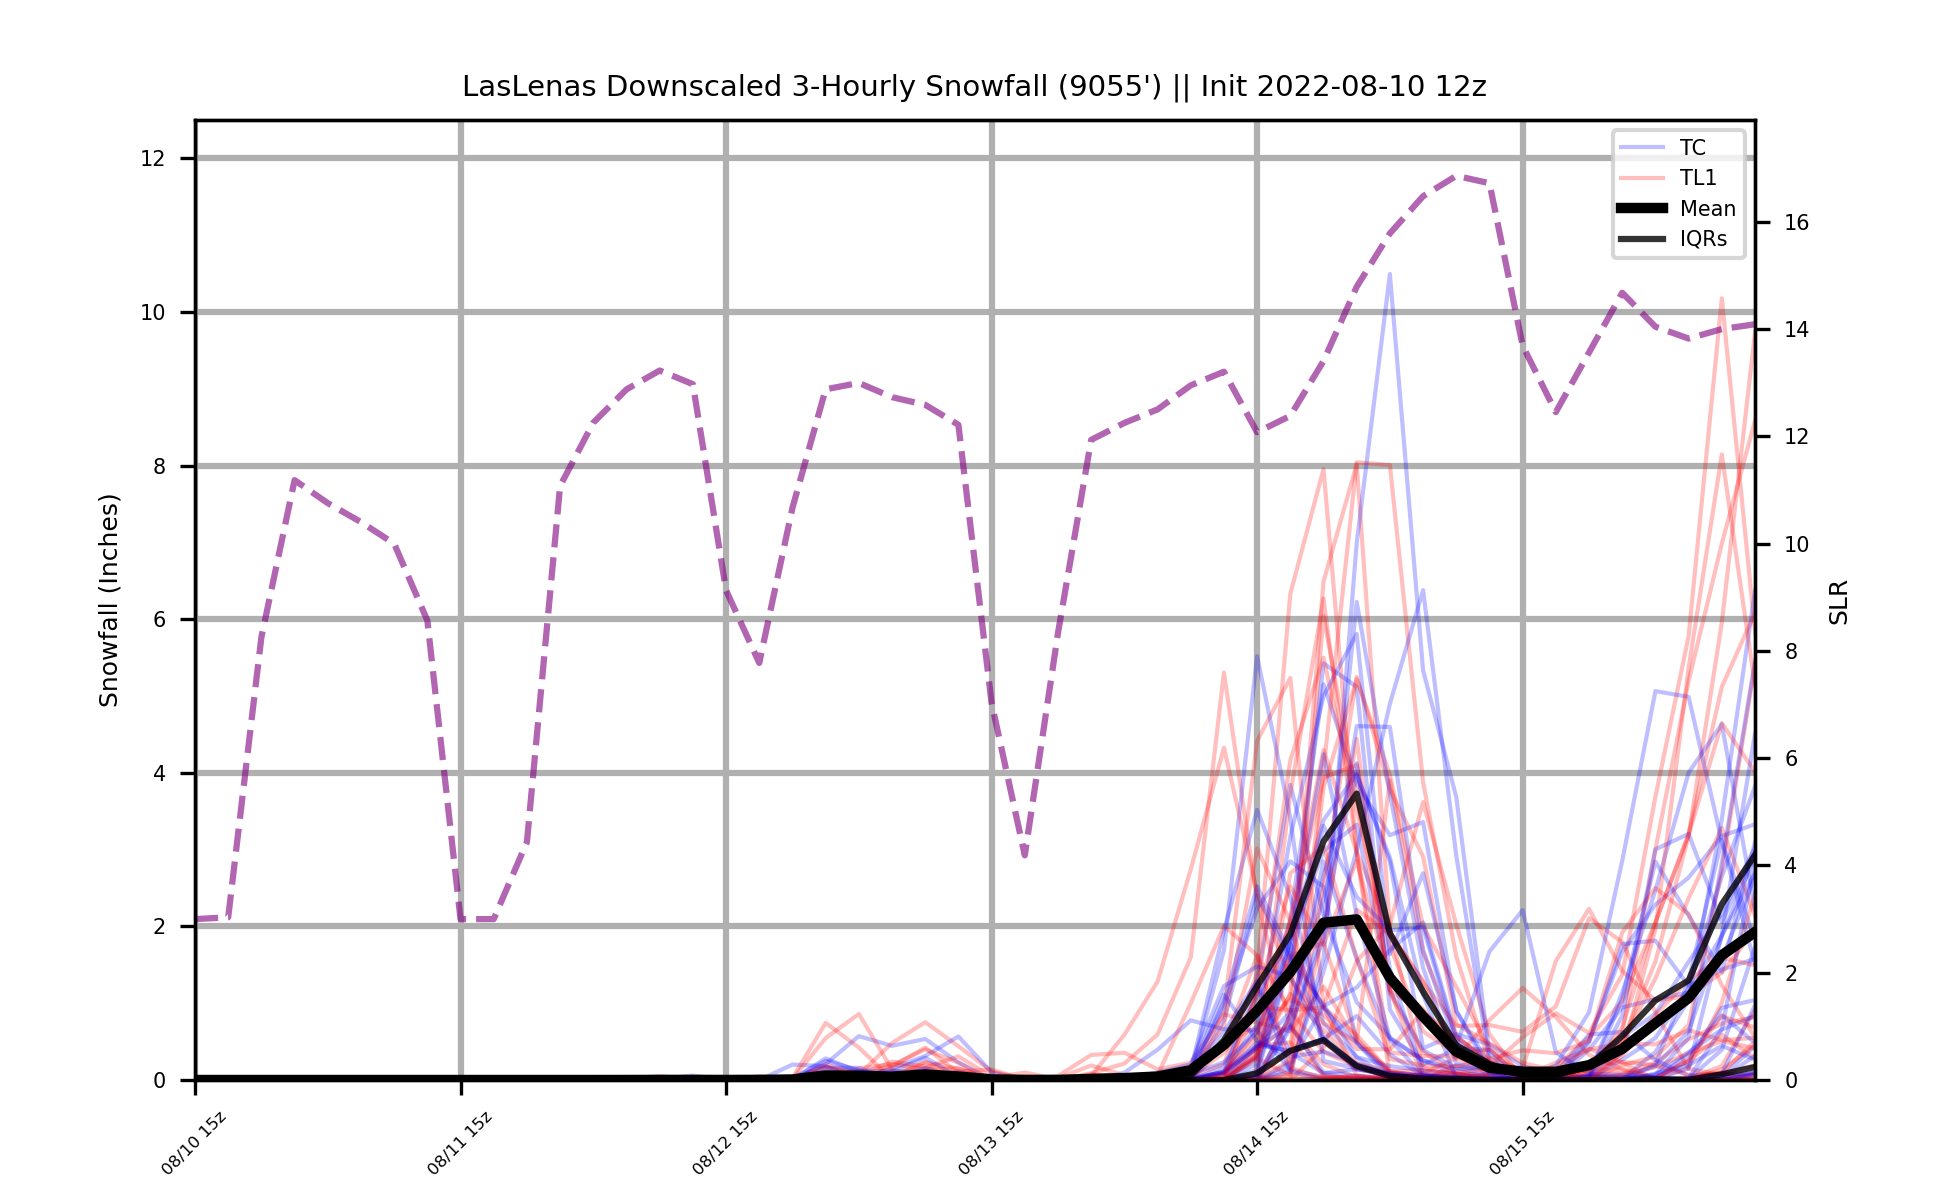 LasLenas Downscaled 3-Hourly Snowfall (9055') || Init 2022-08-10 12z
TC
TL1
Mean
IQRs
Snowfall (Inches)
12
10
8
6
4
2
0
SLR
16
14
12
10
8
6
4
2
0
08/10 15z
08/11 15z
08/12 15z
08/13 15z
08/14 15z
08/15 15z